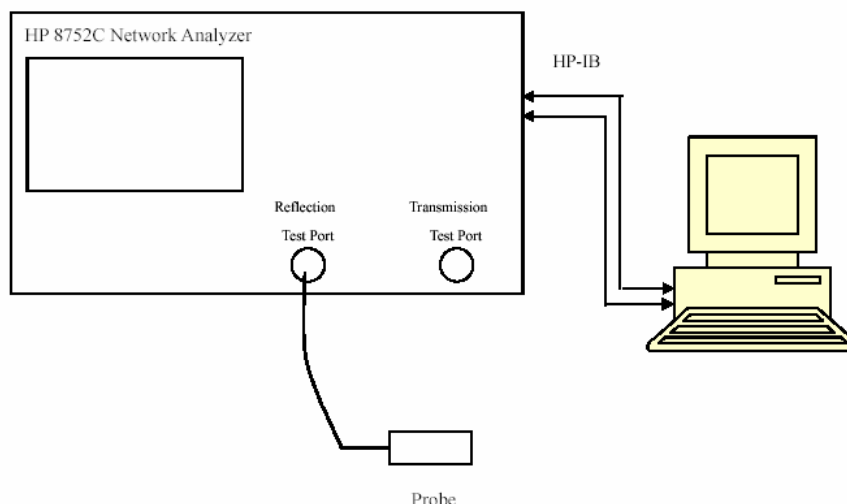 HP 8752C Network Analyzer
HP-IB
Reflection
Test Port
Transmission
Test Port
Probe